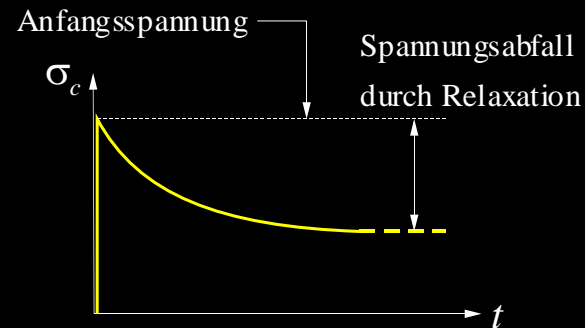 Anfangsspannung
Spannungsabfall
durch Relaxation
σc
t